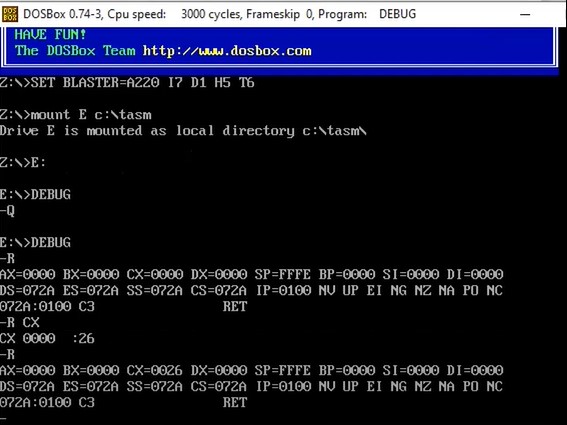 DOSBox 0.74-3, Cpu speed: 3000 cycles, Frameskip 0, Program: DEBUG
HAVE FUN!
The DOSBox Team http://www.dosbox.com
Z:\>SET BLASTER=A220 I7 D1 H5 T6
Z:\>mount E c:\tasm
Drive E is mounted as local directory c:\tasm\
Z:\>E:
E:\>DEBUG
-Q
E:\>DEBUG
-R
AX=0000 BX=0000 CX=0000 DX=0000 SP=FFFE BP=0000 SI=0000 DI=0000
DS=072A ES=072A SS=072A CS=072A IP=0100 NV UP EI NG NZ NA PO NC
072A:0100 C3 RET
-R CX
CX 0000 :26
-R
AX=0000 BX=0000 CX=0026 DX=0000 SP=FFFE BP=0000 SI=0000 DI=0000
DS=072A ES=072A SS=072A CS=072A IP=0100 NV UP EI NG NZ NA PO NC
072A:0100 C3 RET
-